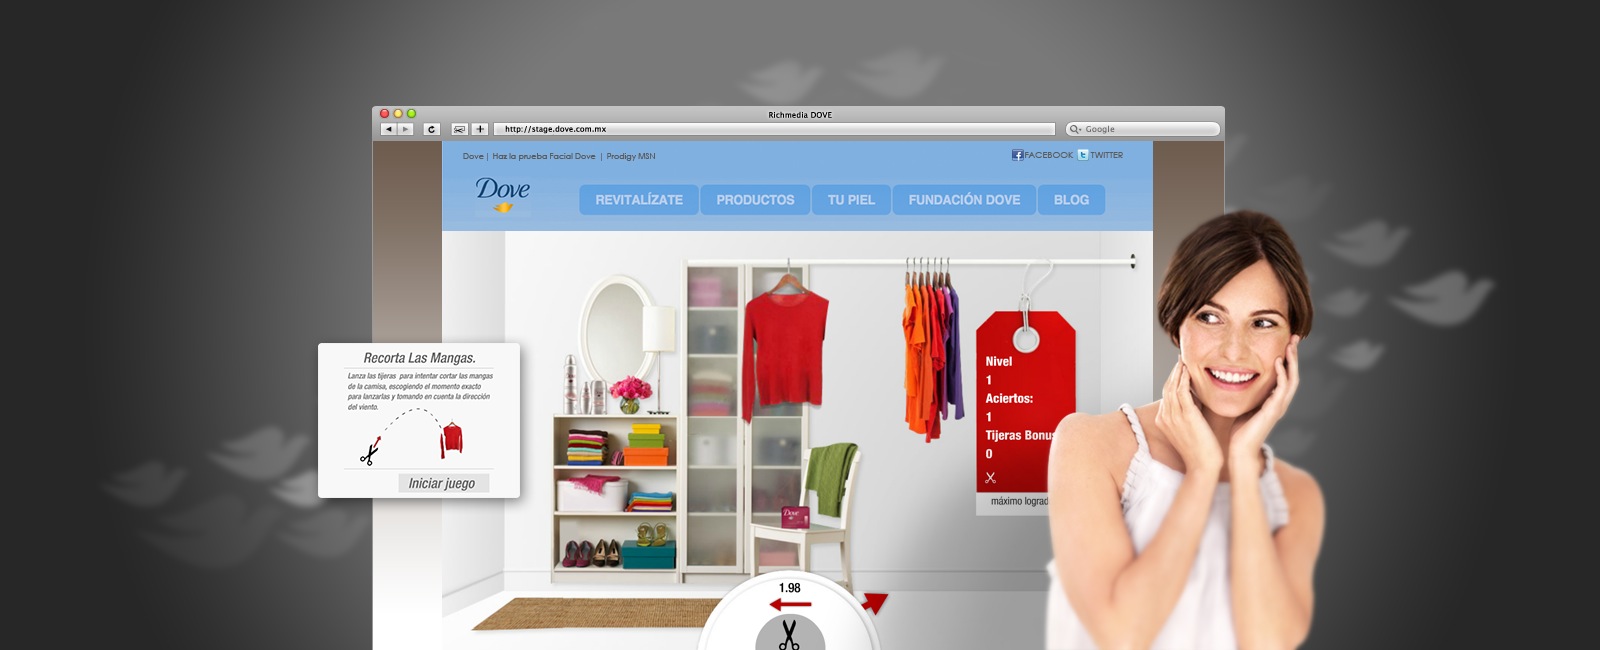 Richmedia DOVE
http://stage.dove.com.mx
Google
Dove | Haz la prueba Facial Dove | Prodigy MSN
FACEBOOK TWITTER
Dove
REVITALÍZATE PRODUCTOS TU PIEL FUNDACIÓN DOVE BLOG
Recorta Las Mangas.
Lanza las tijeras para intentar cortar las mangas
de la camisa, escogiendo el momento exacto
para lanzarlas y tomando en cuenta la dirección
del viento.
Iniciar juego
Nivel
1
Aciertos:
1
Tijeras Bonus
0
máximo lograd
Dove
1.98